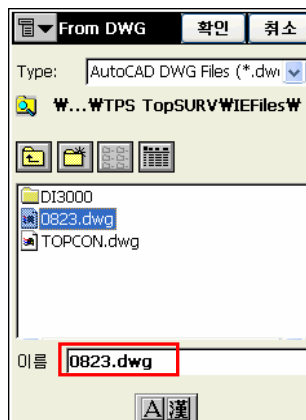 From DWG 확인 취소
Type: AutoCAD DWG Files (*.dw
₩...₩TPS TopSURV₩IEFiles₩
DI3000
0823.dwg
TOPCON.dwg
이름 0823.dwg
A漢